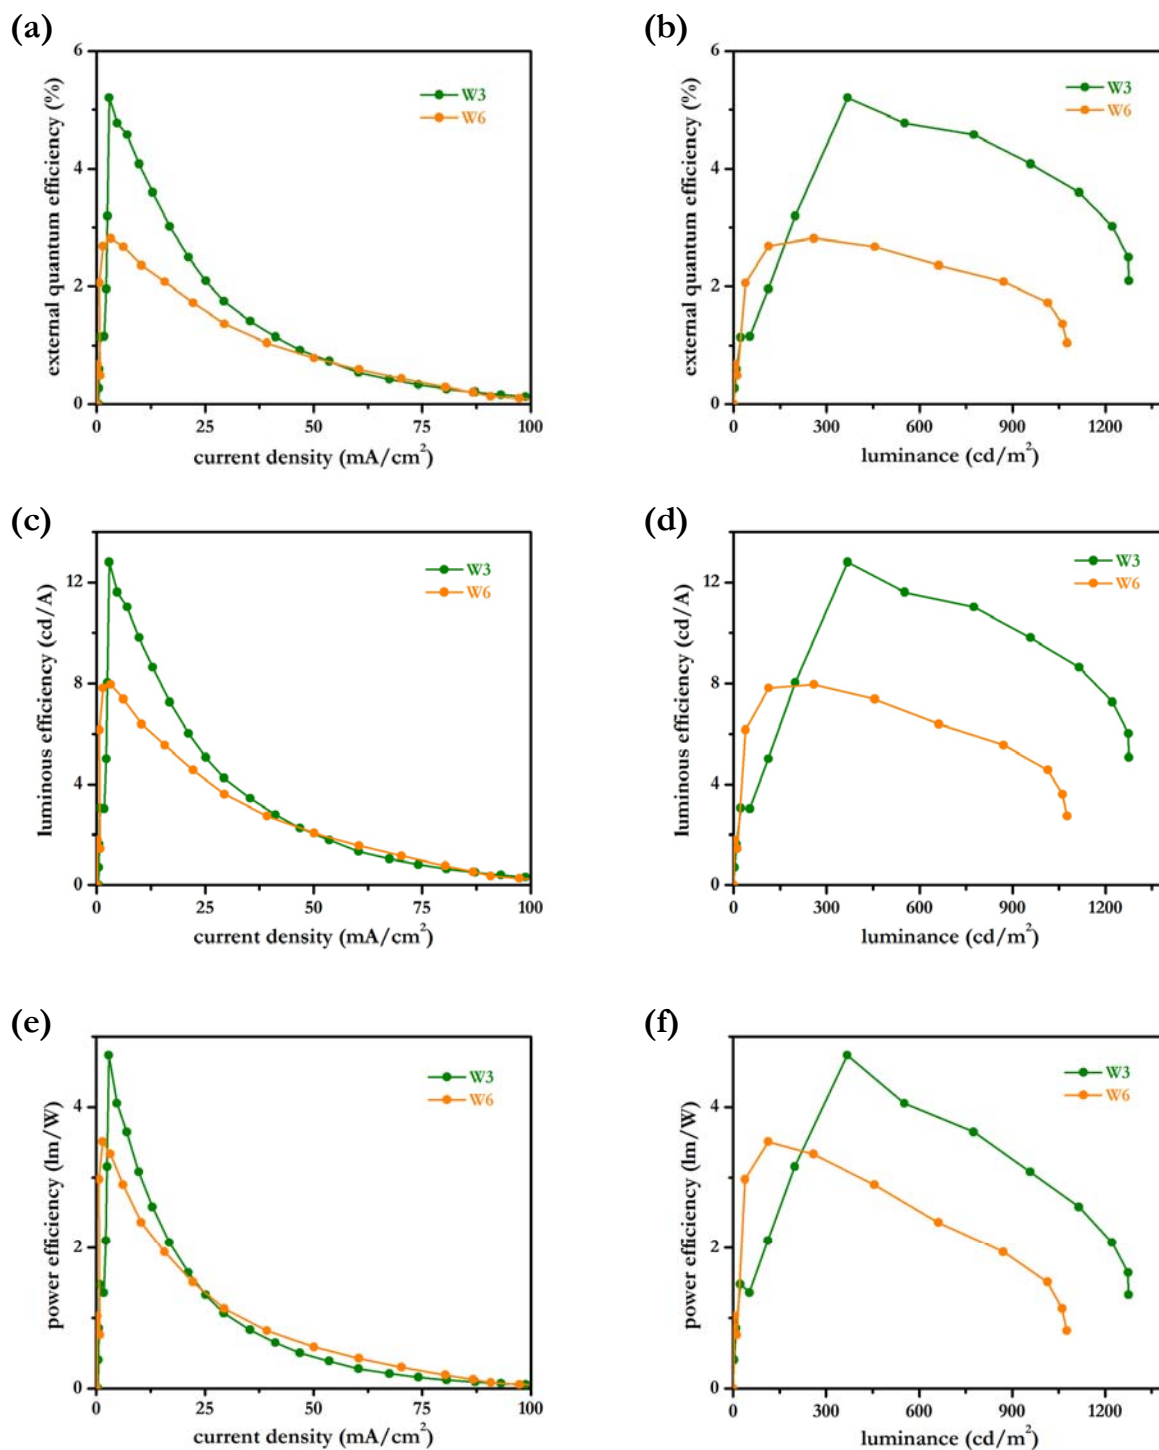 (a)
external quantum efficiency (%)
6
4
2
0
W3
W6
0 25 50 75 100
current density (mA/cm²)
(b)
external quantum efficiency (%)
6
4
2
0
W3
W6
0 300 600 900 1200
luminance (cd/m²)
(c)
luminous efficiency (cd/A)
12
8
4
0
W3
W6
0 25 50 75 100
current density (mA/cm²)
(d)
luminous efficiency (cd/A)
12
8
4
0
W3
W6
0 300 600 900 1200
luminance (cd/m²)
(e)
power efficiency (lm/W)
4
2
0
W3
W6
0 25 50 75 100
current density (mA/cm²)
(f)
power efficiency (lm/W)
4
2
0
W3
W6
0 300 600 900 1200
luminance (cd/m²)